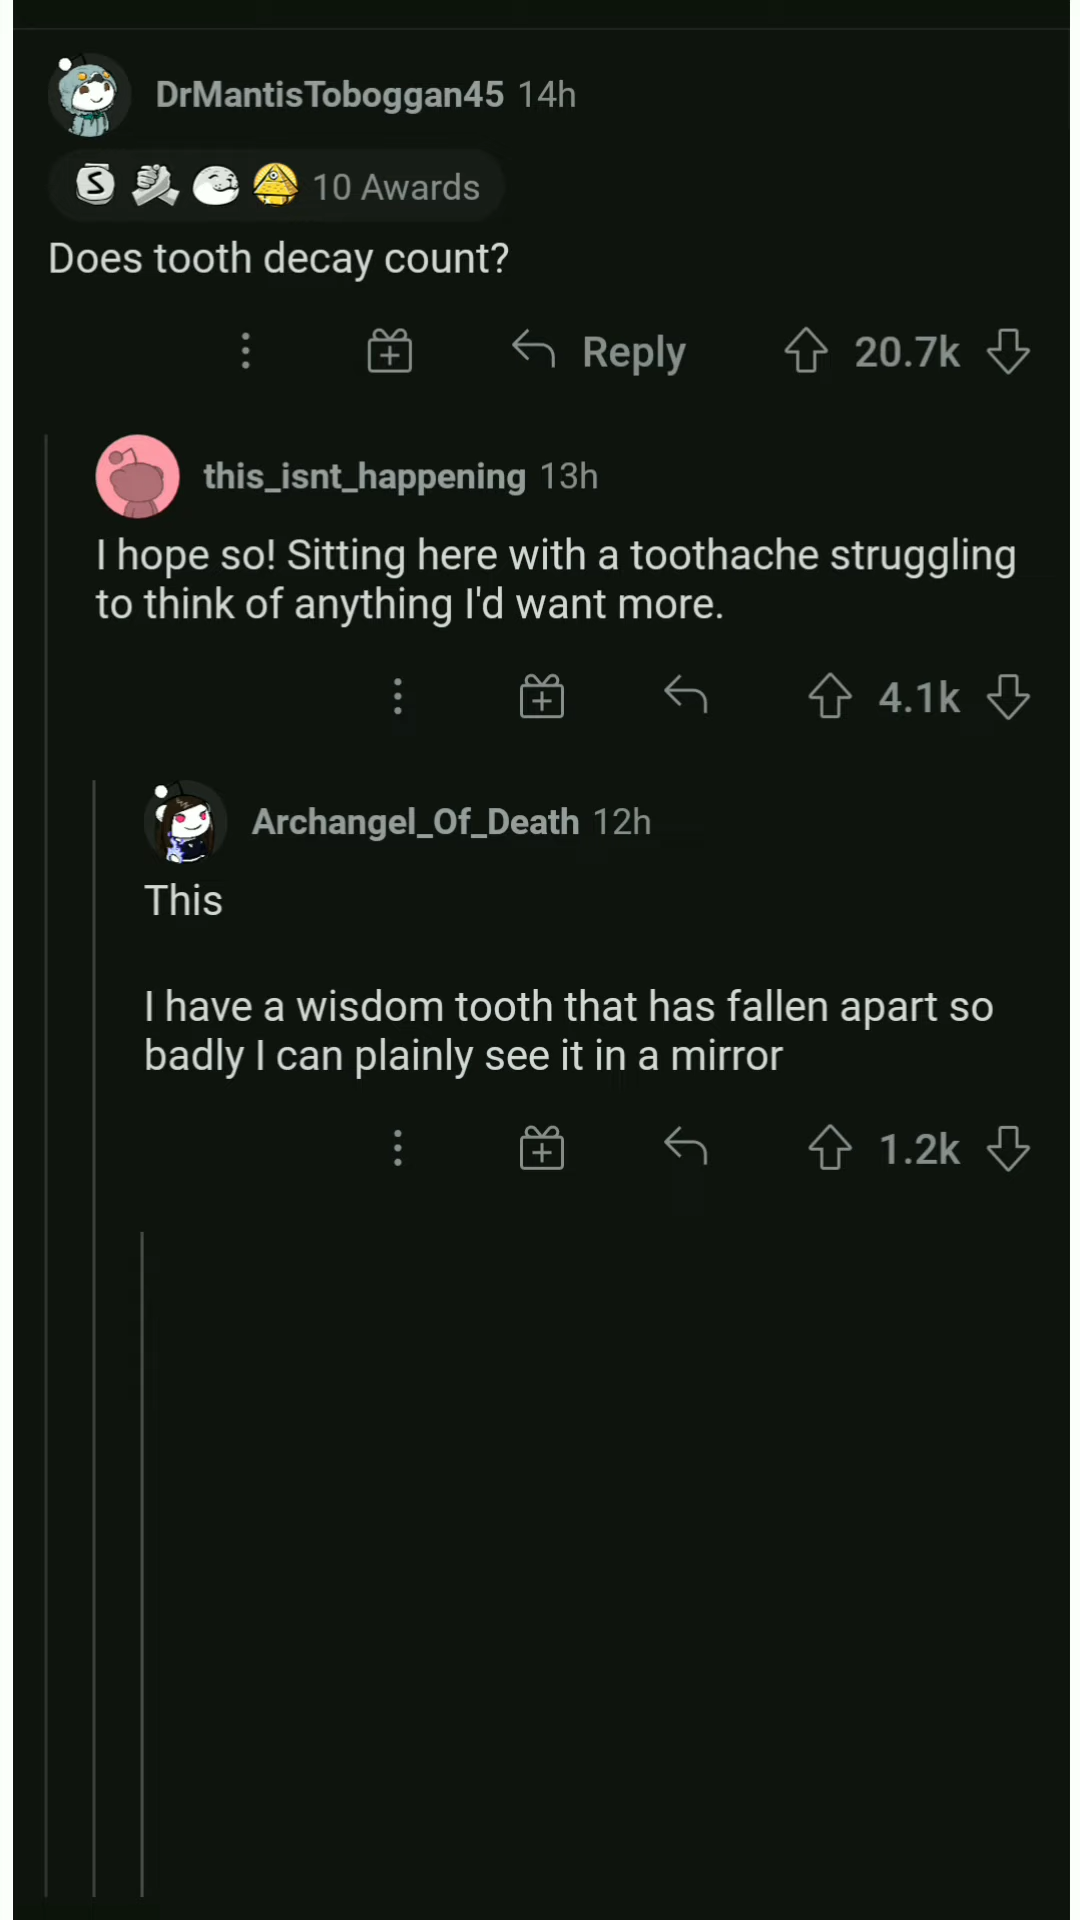 DrMantisToboggan45 14h
10 Awards
Does tooth decay count?
Reply 20.7k
this_isnt_happening 13h
I hope so! Sitting here with a toothache struggling
to think of anything I'd want more.
4.1k
Archangel_Of_Death 12h
This
I have a wisdom tooth that has fallen apart so
badly I can plainly see it in a mirror
1.2k